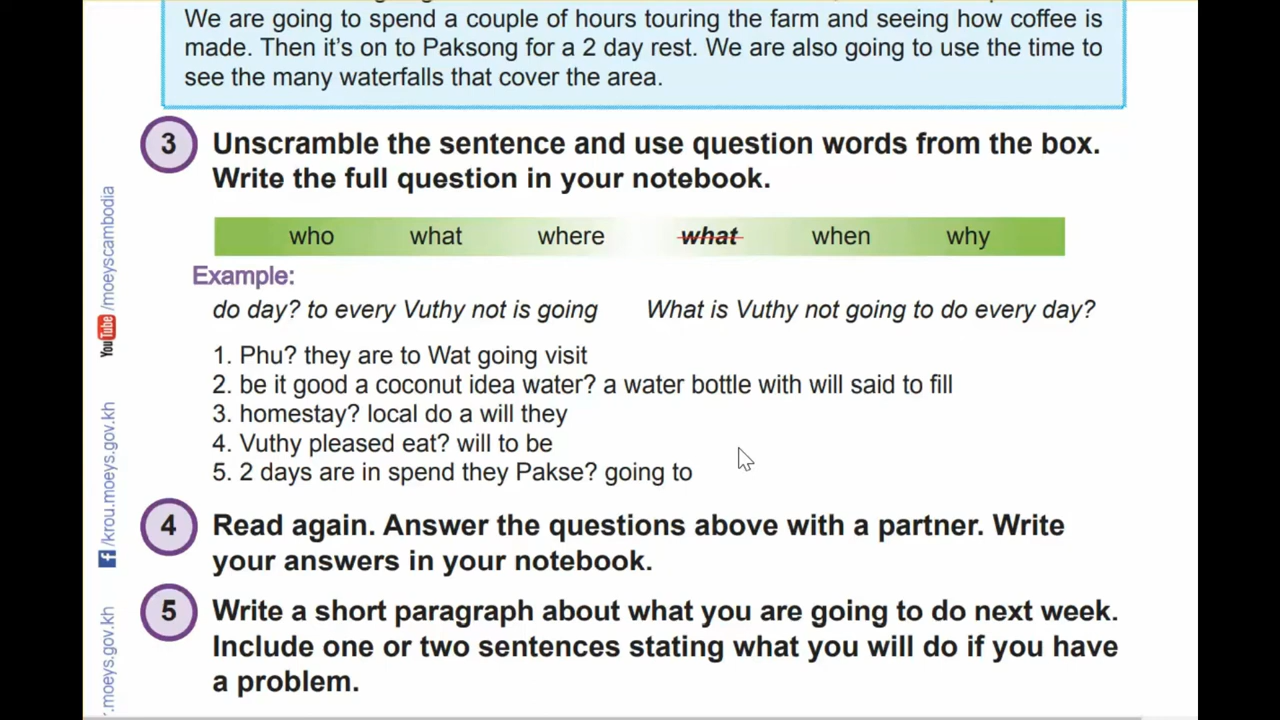 We are going to spend a couple of hours touring the farm and seeing how coffee is
made. Then it's on to Paksong for a 2 day rest. We are also going to use the time to
see the many waterfalls that cover the area.
3 Unscramble the sentence and use question words from the box.
Write the full question in your notebook.
who what where what when why
Example:
do day? to every Vuthy not is going What is Vuthy not going to do every day?
1. Phu? they are to Wat going visit
2. be it good a coconut idea water? a water bottle with will said to fill
3. homestay? local do a will they
4. Vuthy pleased eat? will to be
5. 2 days are in spend they Pakse? going to
4 Read again. Answer the questions above with a partner. Write
your answers in your notebook.
5 Write a short paragraph about what you are going to do next week.
Include one or two sentences stating what you will do if you have
a problem.
YouTube /moeyscambodia
f /krou.moeys.gov.kh
.moeys.gov.kh